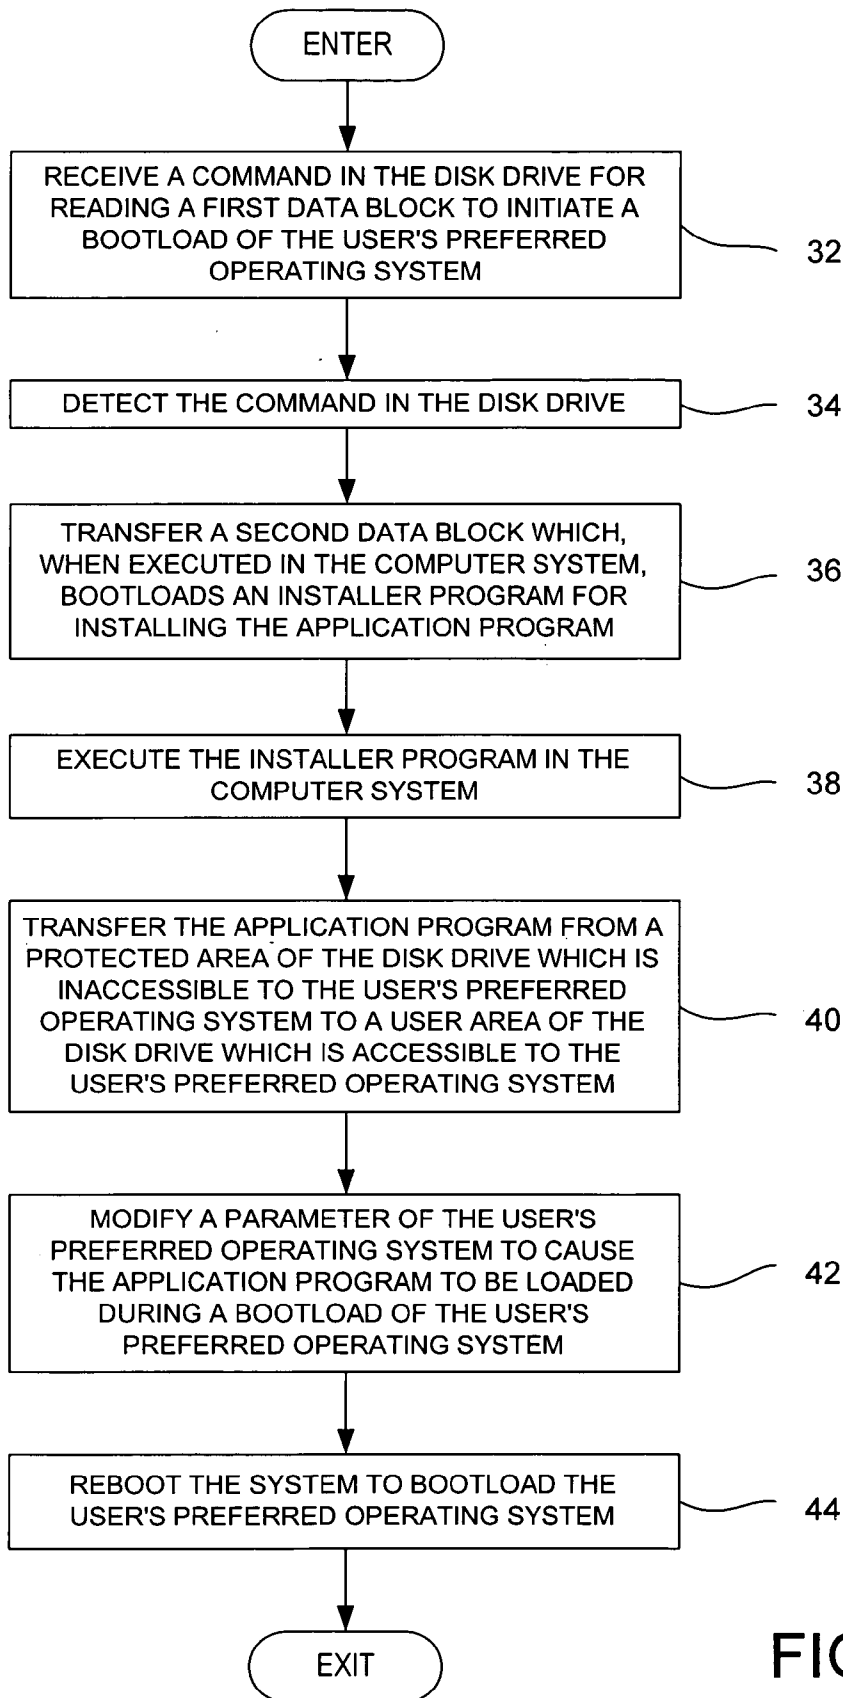 ENTER
RECEIVE A COMMAND IN THE DISK DRIVE FOR
READING A FIRST DATA BLOCK TO INITIATE A
BOOTLOAD OF THE USER'S PREFERRED
OPERATING SYSTEM
32
DETECT THE COMMAND IN THE DISK DRIVE
34
TRANSFER A SECOND DATA BLOCK WHICH,
WHEN EXECUTED IN THE COMPUTER SYSTEM,
BOOTLOADS AN INSTALLER PROGRAM FOR
INSTALLING THE APPLICATION PROGRAM
36
EXECUTE THE INSTALLER PROGRAM IN THE
COMPUTER SYSTEM
38
TRANSFER THE APPLICATION PROGRAM FROM A
PROTECTED AREA OF THE DISK DRIVE WHICH IS
INACCESSIBLE TO THE USER'S PREFERRED
OPERATING SYSTEM TO A USER AREA OF THE
DISK DRIVE WHICH IS ACCESSIBLE TO THE
USER'S PREFERRED OPERATING SYSTEM
40
MODIFY A PARAMETER OF THE USER'S
PREFERRED OPERATING SYSTEM TO CAUSE
THE APPLICATION PROGRAM TO BE LOADED
DURING A BOOTLOAD OF THE USER'S
PREFERRED OPERATING SYSTEM
42
REBOOT THE SYSTEM TO BOOTLOAD THE
USER'S PREFERRED OPERATING SYSTEM
44
EXIT